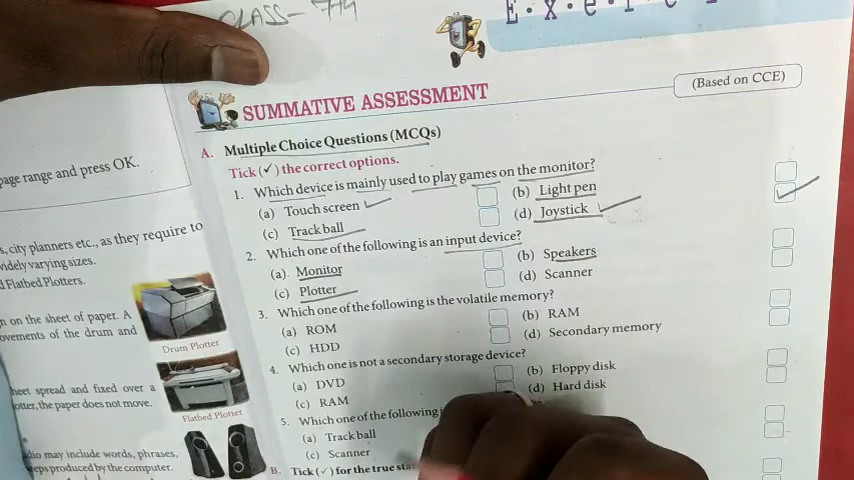 CLASS - 7th
E.x.e.r.c
SUMMATIVE ASSESSMENT
(Based on CCE)
A. Multiple Choice Questions (MCQs)
Tick (✓) the correct options.
1. Which device is mainly used to play games on the monitor?
(a) Touch screen
(b) Light pen
(c) Track ball
(d) Joystick
2. Which one of the following is an input device?
(a) Monitor
(b) Speakers
(c) Plotter
(d) Scanner
3. Which one of the following is the volatile memory?
(a) ROM
(b) RAM
(c) HDD
(d) Secondary memory
4. Which one is not a secondary storage device?
(a) DVD
(b) Floppy disk
(c) RAM
(d) Hard disk
5. Which one of the following
(a) Track ball
(c) Scanner
B. Tick (✓) for the true
page range and press OK.
s, city planners etc., as they require to
widely varying sizes.
d Flatbed Plotters.
n on the sheet of paper. A
ovements of the drum and
Drum Plotter
heet spread and fixed over a
otter, the paper does not move.
Flatbed Plotter
dio may include words, phrases,
eeps produced by the computer.